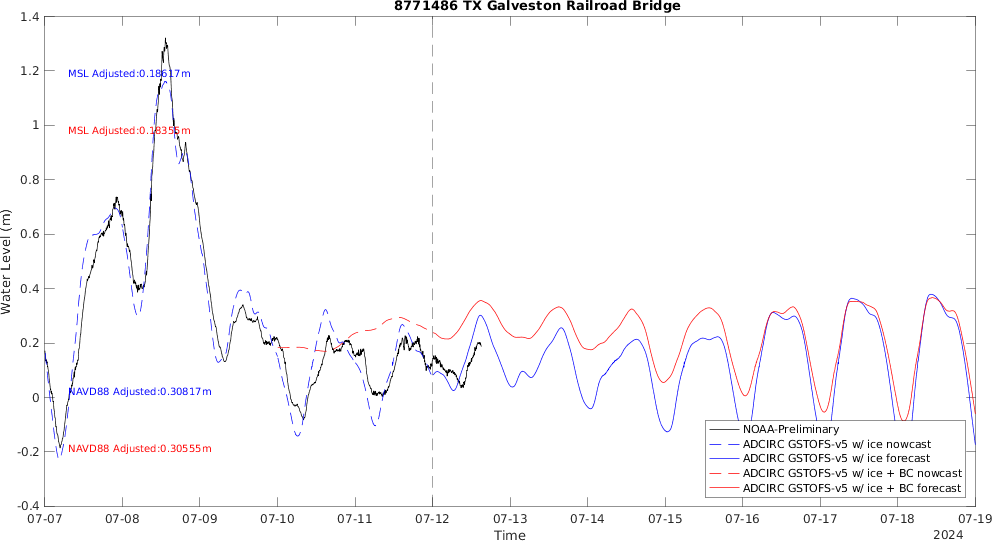 8771486 TX Galveston Railroad Bridge
1.4
1.2
1
0.8
0.6
0.4
0.2
0
-0.2
-0.4
Water Level (m)
MSL Adjusted:0.18617m
MSL Adjusted:0.18355m
NAVD88 Adjusted:0.30817m
NAVD88 Adjusted:0.30555m
NOAA-Preliminary
ADCIRC GSTOFS-v5 w/ ice nowcast
ADCIRC GSTOFS-v5 w/ ice forecast
ADCIRC GSTOFS-v5 w/ ice + BC nowcast
ADCIRC GSTOFS-v5 w/ ice + BC forecast
07-07 07-08 07-09 07-10 07-11 07-12 07-13 07-14 07-15 07-16 07-17 07-18 07-19
Time
2024